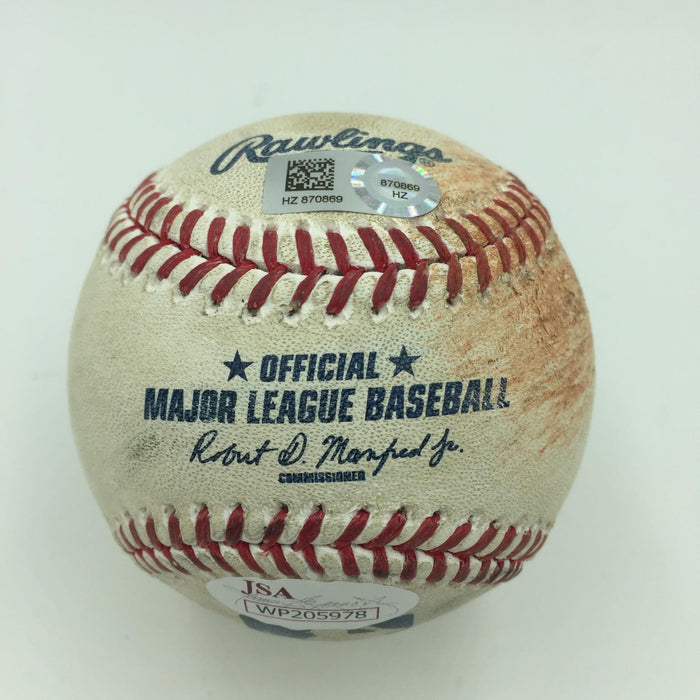 Rawlings
®
870869
HZ
HZ 870869
★ OFFICIAL ★
MAJOR LEAGUE BASEBALL
Robert D. Manfred Jr.
COMMISSIONER
JSA
WP205978